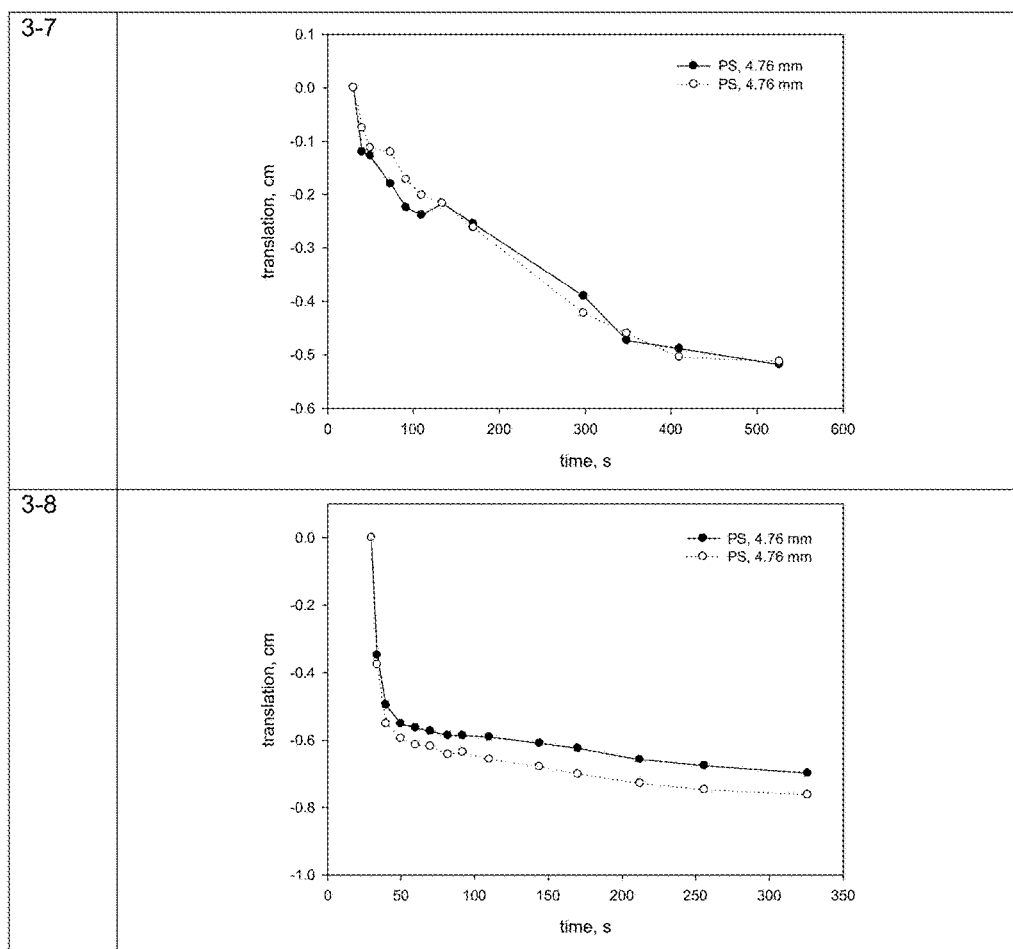 3-7
0.1
PS, 4.76 mm
PS, 4.76 mm
0.0
-0.1
-0.2
-0.3
-0.4
-0.5
-0.6
translation, cm
0 100 200 300 400 500 600
time, s
3-8
PS, 4.76 mm
PS, 4.76 mm
0.0
-0.2
-0.4
-0.6
-0.8
-1.0
translation, cm
0 50 100 150 200 250 300 350
time, s